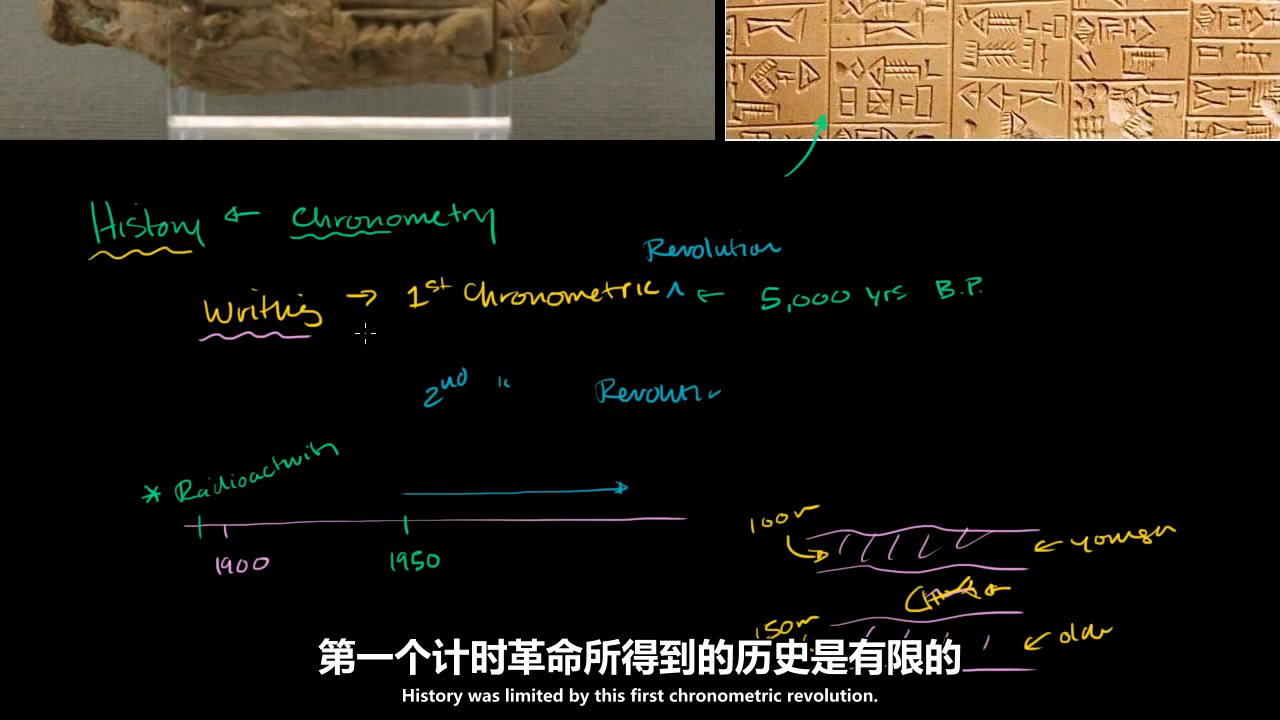 History ← Chronometry
Revolution
Writing → 1st Chronometric ^ ← 5,000 yrs B.P.
2nd " Revolution
* Radioactivity
1900 1950
100m
← younger
150m
← older
第一个计时革命所得到的历史是有限的
History was limited by this first chronometric revolution.